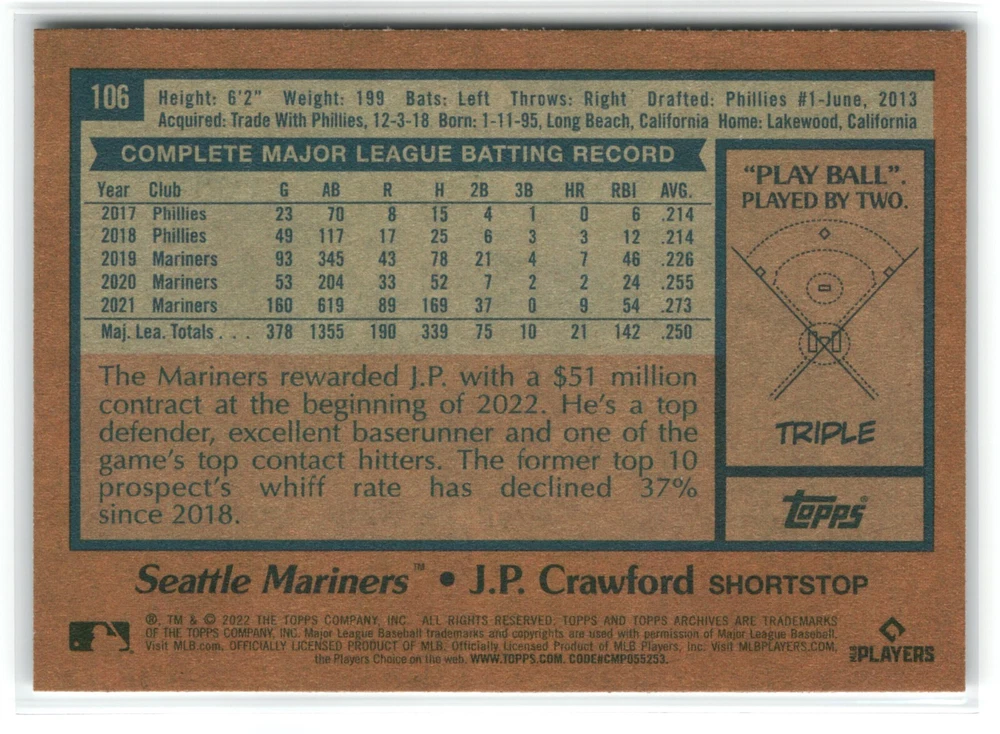 106
Height: 6'2" Weight: 199 Bats: Left Throws: Right Drafted: Phillies #1-June, 2013
Acquired: Trade With Phillies, 12-3-18 Born: 1-11-95, Long Beach, California Home: Lakewood, California
COMPLETE MAJOR LEAGUE BATTING RECORD
Year Club G AB R H 2B 3B HR RBI AVG.
2017 Phillies 23 70 8 15 4 1 0 6 .214
2018 Phillies 49 117 17 25 6 3 3 12 .214
2019 Mariners 93 345 43 78 21 4 7 46 .226
2020 Mariners 53 204 33 52 7 2 2 24 .255
2021 Mariners 160 619 89 169 37 0 9 54 .273
Maj. Lea. Totals . . . 378 1355 190 339 75 10 21 142 .250
The Mariners rewarded J.P. with a $51 million
contract at the beginning of 2022. He's a top
defender, excellent baserunner and one of the
game's top contact hitters. The former top 10
prospect's whiff rate has declined 37%
since 2018.
"PLAY BALL".
PLAYED BY TWO.
TRIPLE
topps®
Seattle Mariners™ • J.P. Crawford SHORTSTOP
®, TM & © 2022 THE TOPPS COMPANY, INC. ALL RIGHTS RESERVED. TOPPS AND TOPPS ARCHIVES ARE TRADEMARKS
OF THE TOPPS COMPANY, INC. Major League Baseball trademarks and copyrights are used with permission of Major League Baseball.
Visit MLB.com. OFFICIALLY LICENSED PRODUCT OF MLB. Officially Licensed Product of MLB Players, Inc. Visit MLBPLAYERS.COM,
the Players Choice on the web. WWW.TOPPS.COM. CODE#CMP055253.
MLB PLAYERS